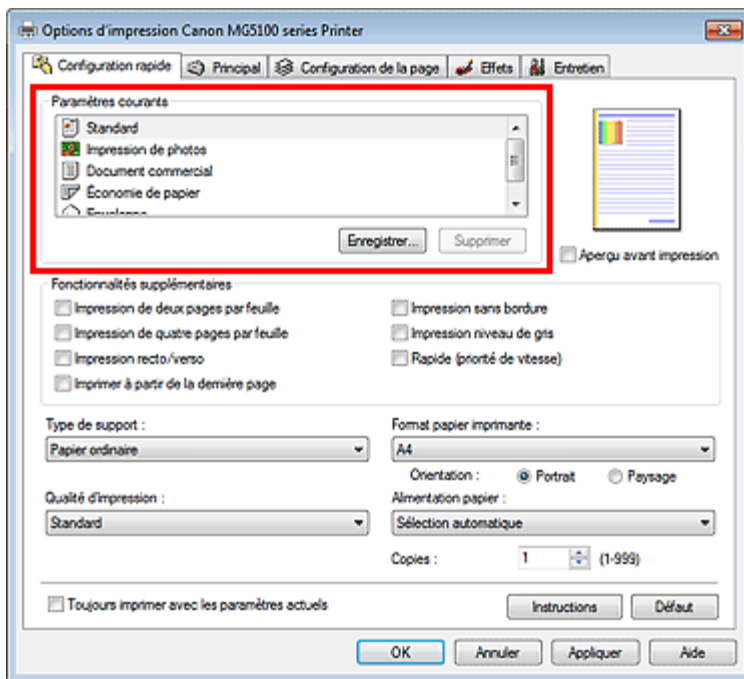 Options d'impression Canon MG5100 series Printer
Configuration rapide Principal Configuration de la page Effets Entretien
Paramètres courants
Standard
Impression de photos
Document commercial
Économie de papier
Enregistrer... Supprimer
Aperçu avant impression
Fonctionnalités supplémentaires
Impression de deux pages par feuille
Impression de quatre pages par feuille
Impression recto/verso
Imprimer à partir de la dernière page
Impression sans bordure
Impression niveau de gris
Rapide (priorité de vitesse)
Type de support :
Papier ordinaire
Format papier imprimante :
A4
Orientation : Portrait Paysage
Qualité d'impression :
Standard
Alimentation papier :
Sélection automatique
Copies : 1 (1-999)
Toujours imprimer avec les paramètres actuels
Instructions Défaut
OK Annuler Appliquer Aide